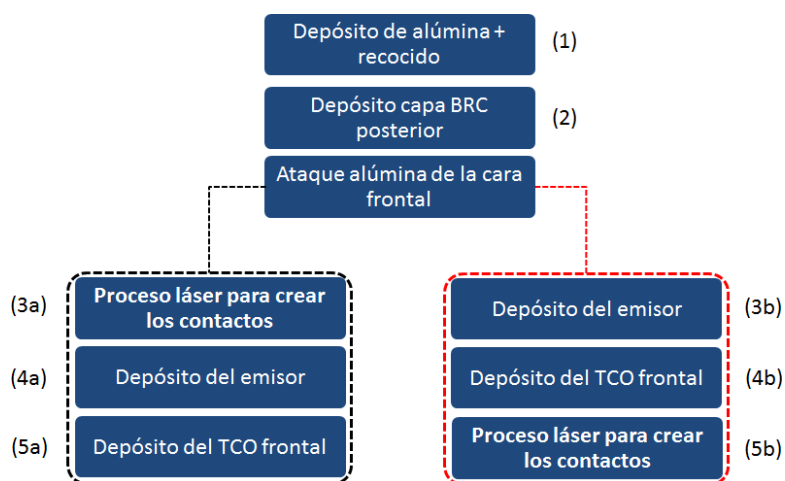 Depósito de alúmina +
recocido
(1)
Depósito capa BRC
posterior
(2)
Ataque alúmina de la cara
frontal
(3a)
Proceso láser para crear
los contactos
(4a)
Depósito del emisor
(5a)
Depósito del TCO frontal
Depósito del emisor
(3b)
Depósito del TCO frontal
(4b)
Proceso láser para crear
los contactos
(5b)